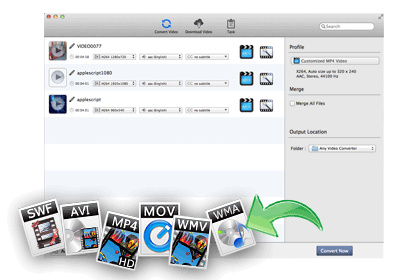 Convert Video
Download Video
Task
Search
VIDEO0077
00:04:18
H264 1280x720
aac (English)
no subtitle
applescript1080
00:04:01
H264 1920x1080
aac (English)
no subtitle
applescript
00:04:01
H264 960x540
aac (English)
no subtitle
Profile
Customized MP4 Video
X264, Auto size up to 320 x 240
AAC, Stereo, 44100 Hz
Merge
Merge All Files
Output Location
Folder :
Any Video Converter
Convert Now
SWF
AVI
MP4
HD
MOV
WMV
WMA